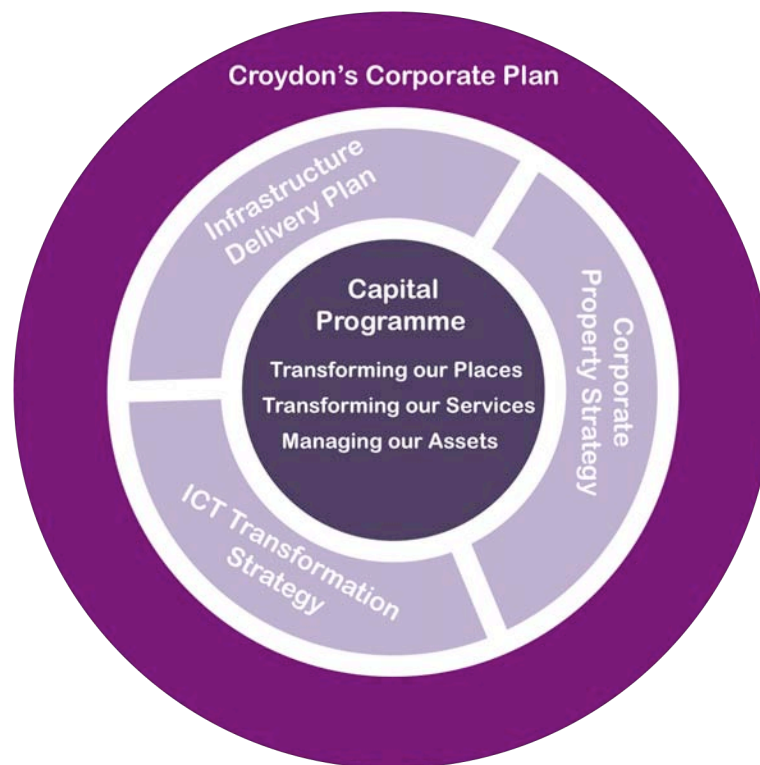 Croydon's Corporate Plan
Infrastructure
Delivery Plan
Corporate
Property Strategy
ICT Transformation
Strategy
Capital
Programme
Transforming our Places
Transforming our Services
Managing our Assets